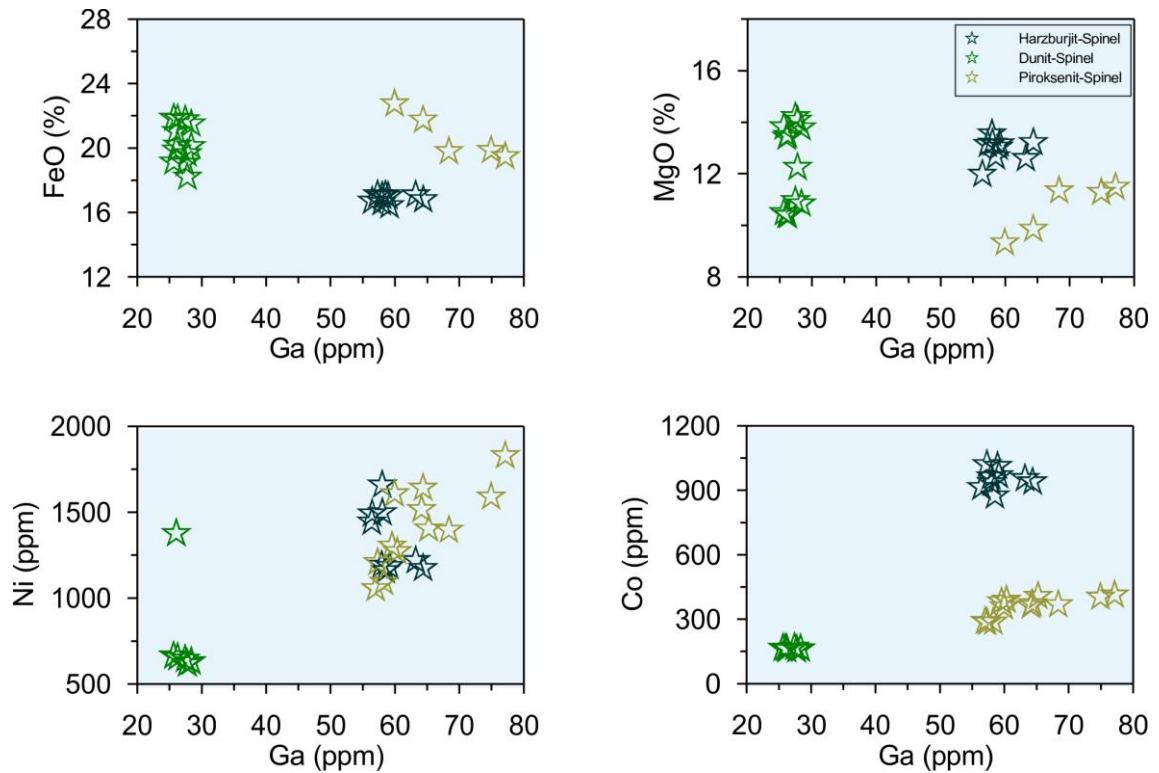 28
24
20
16
12
FeO (%)
20 30 40 50 60 70 80
Ga (ppm)
16
12
8
MgO (%)
Harzburjit-Spinel
Dunit-Spinel
Piroksenit-Spinel
20 30 40 50 60 70 80
Ga (ppm)
2000
1500
1000
500
Ni (ppm)
20 30 40 50 60 70 80
Ga (ppm)
1200
900
600
300
0
Co (ppm)
20 30 40 50 60 70 80
Ga (ppm)